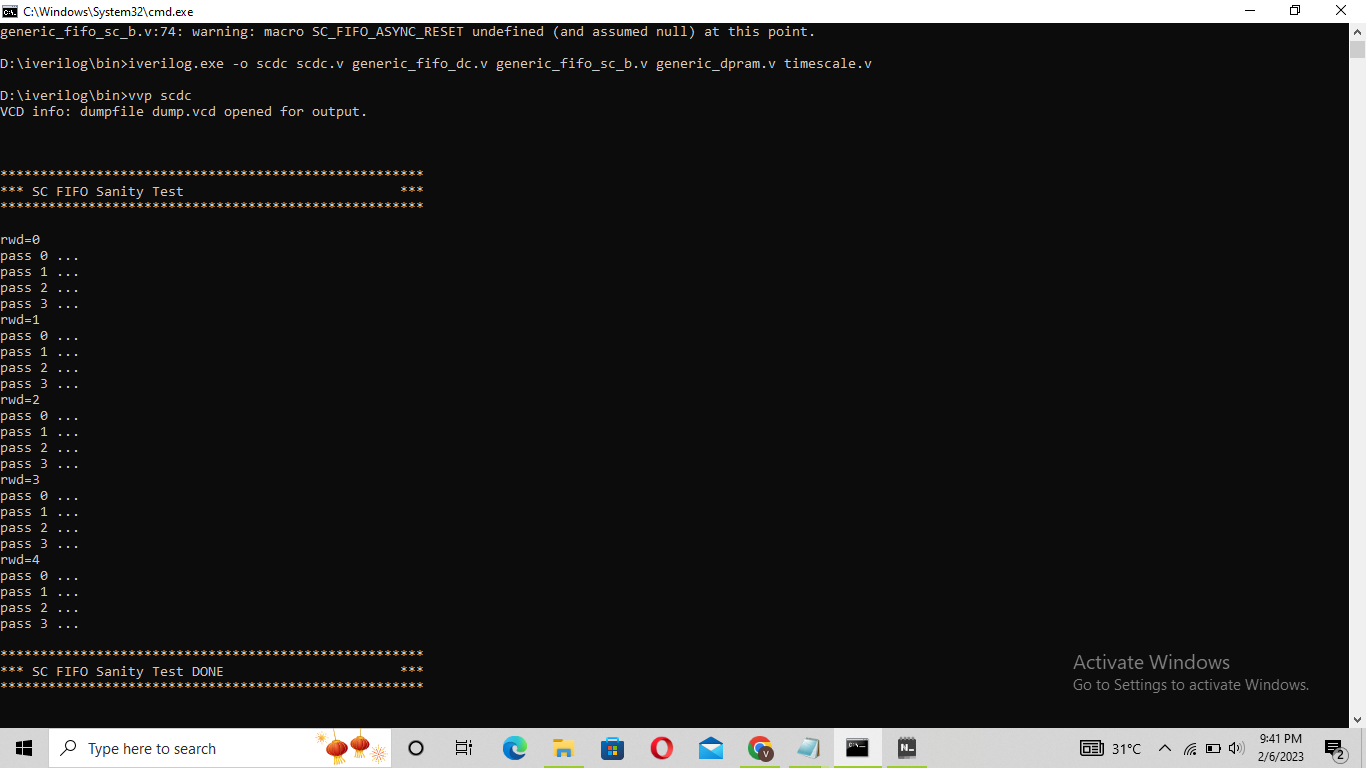 C:\Windows\System32\cmd.exe
generic_fifo_sc_b.v:74: warning: macro SC_FIFO_ASYNC_RESET undefined (and assumed null) at this point.
D:\iverilog\bin>iverilog.exe -o scdc scdc.v generic_fifo_dc.v generic_fifo_sc_b.v generic_dpram.v timescale.v
D:\iverilog\bin>vvp scdc
VCD info: dumpfile dump.vcd opened for output.
*****************************************************
*** SC FIFO Sanity Test                           ***
*****************************************************
rwd=0
pass 0 ...
pass 1 ...
pass 2 ...
pass 3 ...
rwd=1
pass 0 ...
pass 1 ...
pass 2 ...
pass 3 ...
rwd=2
pass 0 ...
pass 1 ...
pass 2 ...
pass 3 ...
rwd=3
pass 0 ...
pass 1 ...
pass 2 ...
pass 3 ...
rwd=4
pass 0 ...
pass 1 ...
pass 2 ...
pass 3 ...
*****************************************************
*** SC FIFO Sanity Test DONE                      ***
*****************************************************
Activate Windows
Go to Settings to activate Windows.
Type here to search
V
C:\
N
31°C
9:41 PM
2/6/2023
2